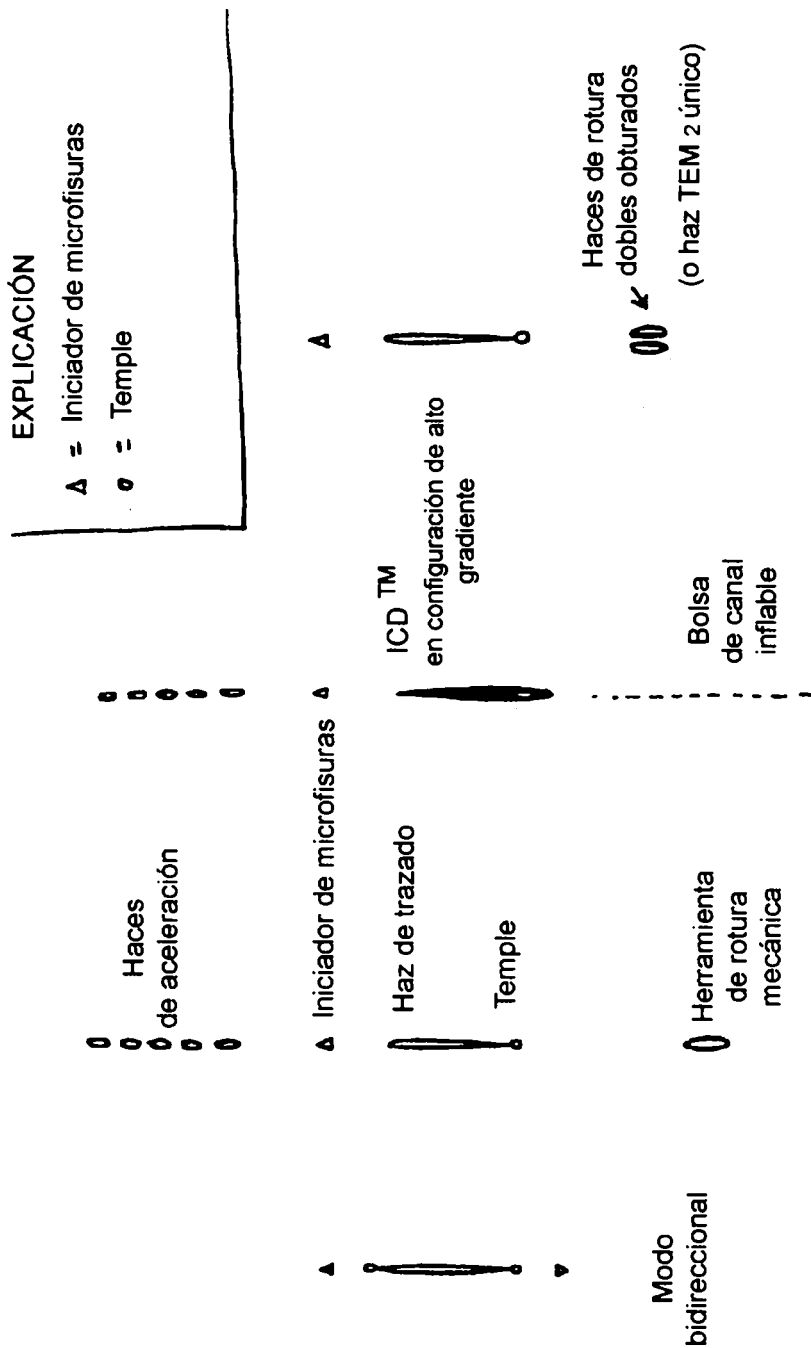 EXPLICACIÓN
Δ = Iniciador de microfisuras
0 = Temple
Haces
de aceleración
Iniciador de microfisuras
Haz de trazado
Temple
ICD TM
en configuración de alto
gradiente
Haces de rotura
dobles obturados
(o haz TEM 2 único)
Modo
bidireccional
Herramienta
de rotura
mecánica
Bolsa
de canal
inflable